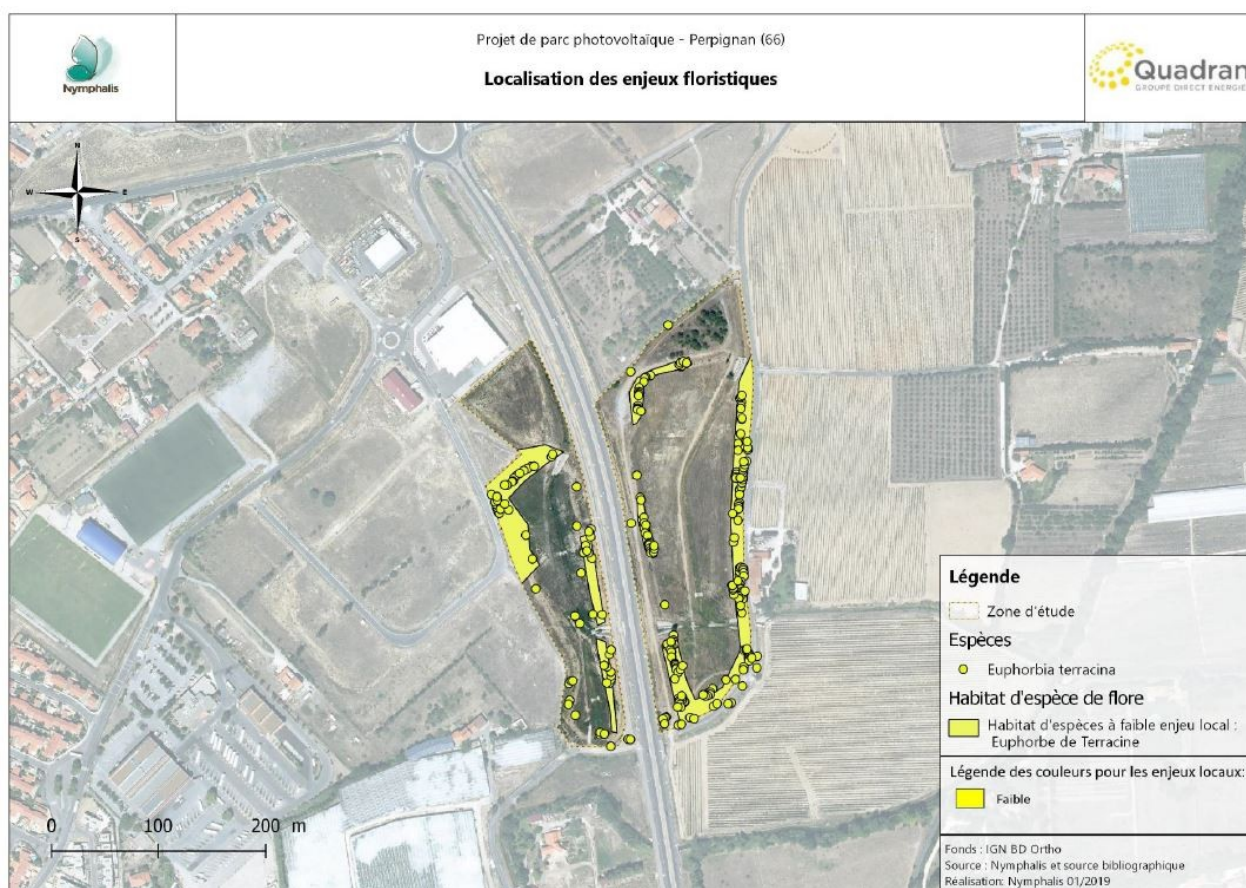 Nymphalis
Projet de parc photovoltaïque - Perpignan (66)
Localisation des enjeux floristiques
Quadran
GROUPE DIRECT ENERGIE
N
W
E
S
Légende
Zone d'étude
Espèces
Euphorbia terracina
Habitat d'espèce de flore
Habitat d'espèces à faible enjeu local :
Euphorbe de Terracine
Légende des couleurs pour les enjeux locaux:
Faible
0 100 200 m
Fonds : IGN BD Ortho
Source : Nymphalis et source bibliographique
Réalisation: Nymphalis 01/2019